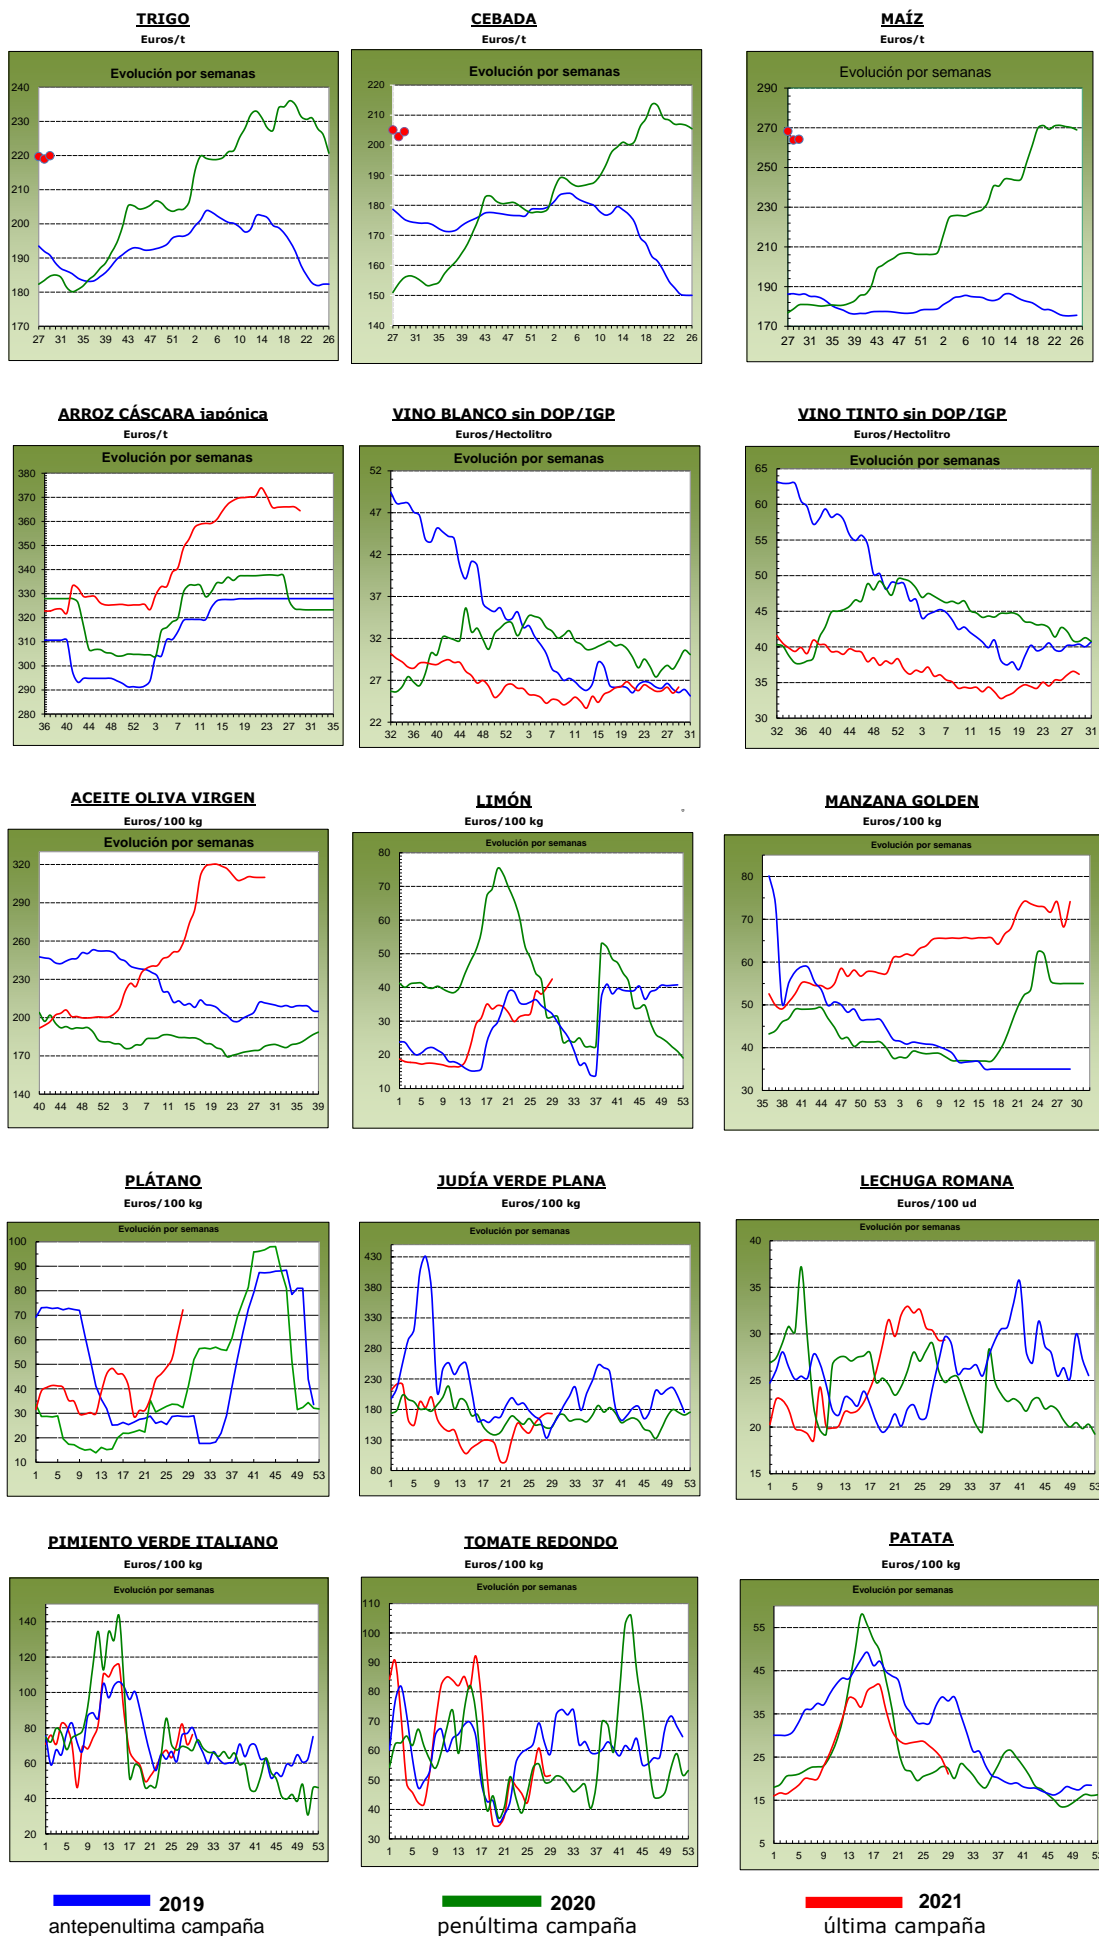 TRIGO
Euros/t
Evolución por semanas
240
230
220
210
200
190
180
170
27 31 35 39 43 47 51 2 6 10 14 18 22 26
CEBADA
Euros/t
Evolución por semanas
220
210
200
190
180
170
160
150
140
27 31 35 39 43 47 51 2 6 10 14 18 22 26
MAÍZ
Euros/t
Evolución por semanas
290
270
250
230
210
190
170
27 31 35 39 43 47 51 2 6 10 14 18 22 26
ARROZ CÁSCARA japónica
Euros/t
Evolución por semanas
380
370
360
350
340
330
320
310
300
290
280
36 40 44 48 52 3 7 11 15 19 23 27 31 35
VINO BLANCO sin DOP/IGP
Euros/Hectolitro
Evolución por semanas
52
47
42
37
32
27
22
32 36 40 44 48 52 3 7 11 15 19 23 27 31
VINO TINTO sin DOP/IGP
Euros/Hectolitro
Evolución por semanas
65
60
55
50
45
40
35
30
32 36 40 44 48 52 3 7 11 15 19 23 27 31
ACEITE OLIVA VIRGEN
Euros/100 kg
Evolución por semanas
320
290
260
230
200
170
140
40 44 48 52 3 7 11 15 19 23 27 31 35 39
LIMÓN
Euros/100 kg
Evolución por semanas
80
70
60
50
40
30
20
10
1 5 9 13 17 21 25 29 33 37 41 45 49 53
MANZANA GOLDEN
Euros/100 kg
Evolución por semanas
80
70
60
50
40
30
35 38 41 44 47 50 53 3 6 9 12 15 18 21 24 27 30
PLÁTANO
Euros/100 kg
Evolución por semanas
100
90
80
70
60
50
40
30
20
10
1 5 9 13 17 21 25 29 33 37 41 45 49 53
JUDÍA VERDE PLANA
Euros/100 kg
Evolución por semanas
430
380
330
280
230
180
130
80
1 5 9 13 17 21 25 29 33 37 41 45 49 53
LECHUGA ROMANA
Euros/100 ud
Evolución por semanas
40
35
30
25
20
15
1 5 9 13 17 21 25 29 33 37 41 45 49 53
PIMIENTO VERDE ITALIANO
Euros/100 kg
Evolución por semanas
140
120
100
80
60
40
20
1 5 9 13 17 21 25 29 33 37 41 45 49 53
TOMATE REDONDO
Euros/100 kg
Evolución por semanas
110
100
90
80
70
60
50
40
30
1 5 9 13 17 21 25 29 33 37 41 45 49 53
PATATA
Euros/100 kg
Evolución por semanas
55
45
35
25
15
5
1 5 9 13 17 21 25 29 33 37 41 45 49 53
2019
antepenultima campaña
2020
penúltima campaña
2021
última campaña